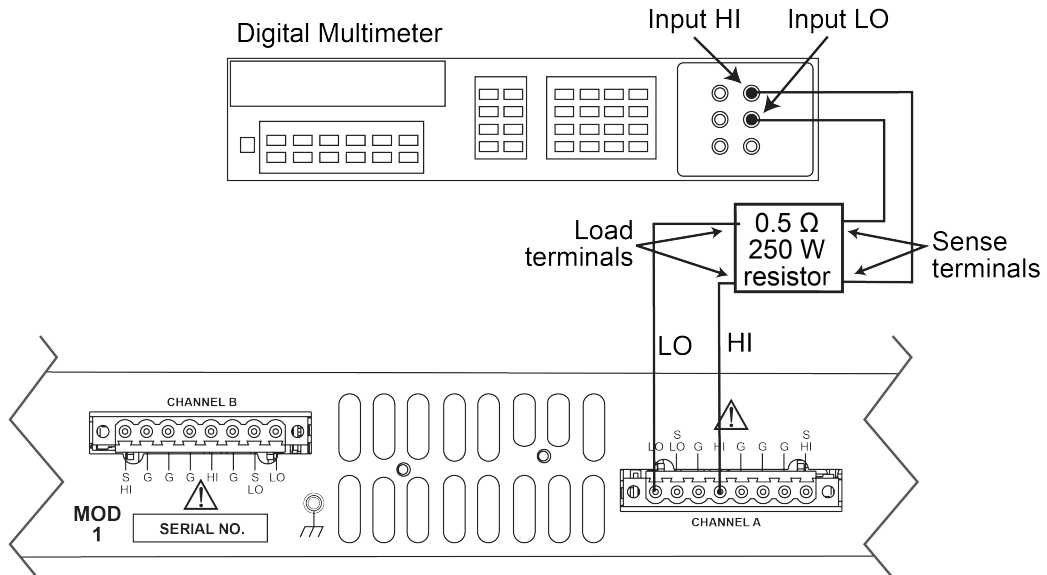 Input HI
Input LO
Digital Multimeter
Load
terminals
0.5 Ω
250 W
resistor
Sense
terminals
LO
HI
CHANNEL B
S
HI
G
G
G
HI
G
S
LO
LO
MOD
1
SERIAL NO.
LO
S
LO
G
HI
G
G
G
S
HI
CHANNEL A